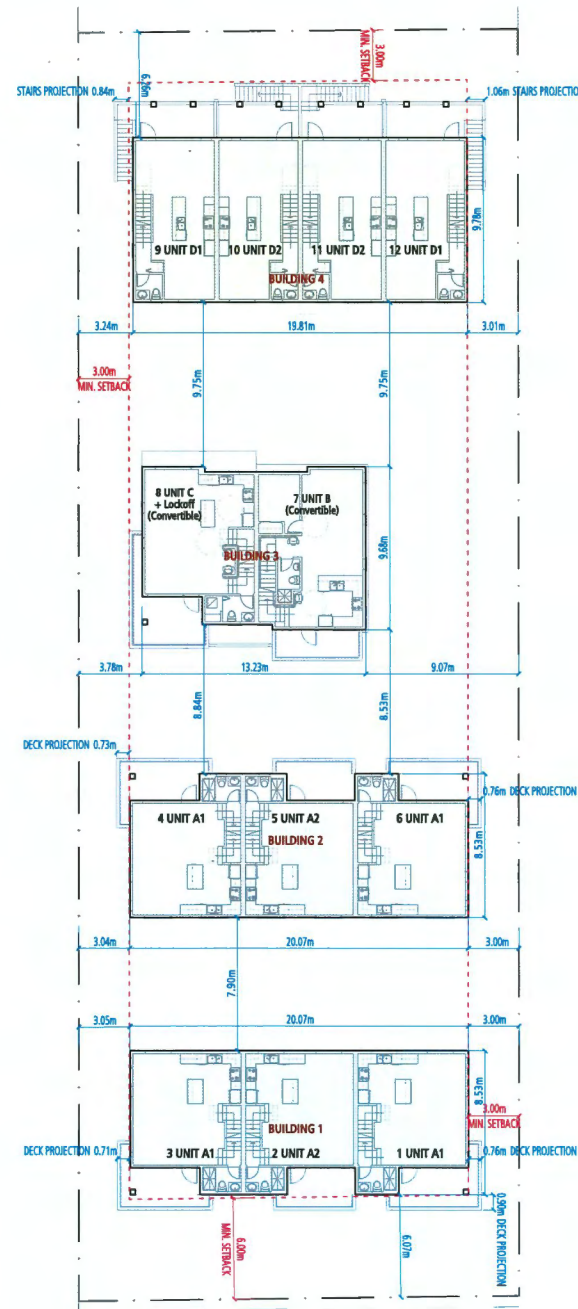 3.00m
MIN. SETBACK
6.26m
STAIRS PROJECTION 0.84m
1.06m STAIRS PROJECTION
9.78m
9 UNIT D1
10 UNIT D2
11 UNIT D2
12 UNIT D1
BUILDING 4
3.24m
19.81m
3.01m
3.00m
MIN. SETBACK
9.75m
9.75m
8 UNIT C
+ Lockoff
(Convertible)
7 UNIT B
(Convertible)
BUILDING 3
9.68m
3.78m
13.23m
9.07m
8.84m
8.53m
DECK PROJECTION 0.73m
0.76m DECK PROJECTION
4 UNIT A1
5 UNIT A2
6 UNIT A1
BUILDING 2
8.53m
3.04m
20.07m
3.00m
7.90m
3.05m
20.07m
3.00m
8.53m
3.00m
MIN. SETBACK
BUILDING 1
3 UNIT A1
2 UNIT A2
1 UNIT A1
DECK PROJECTION 0.71m
0.76m DECK PROJECTION
0.90m DECK
PROJECTION
6.00m
MIN. SETBACK
6.07m